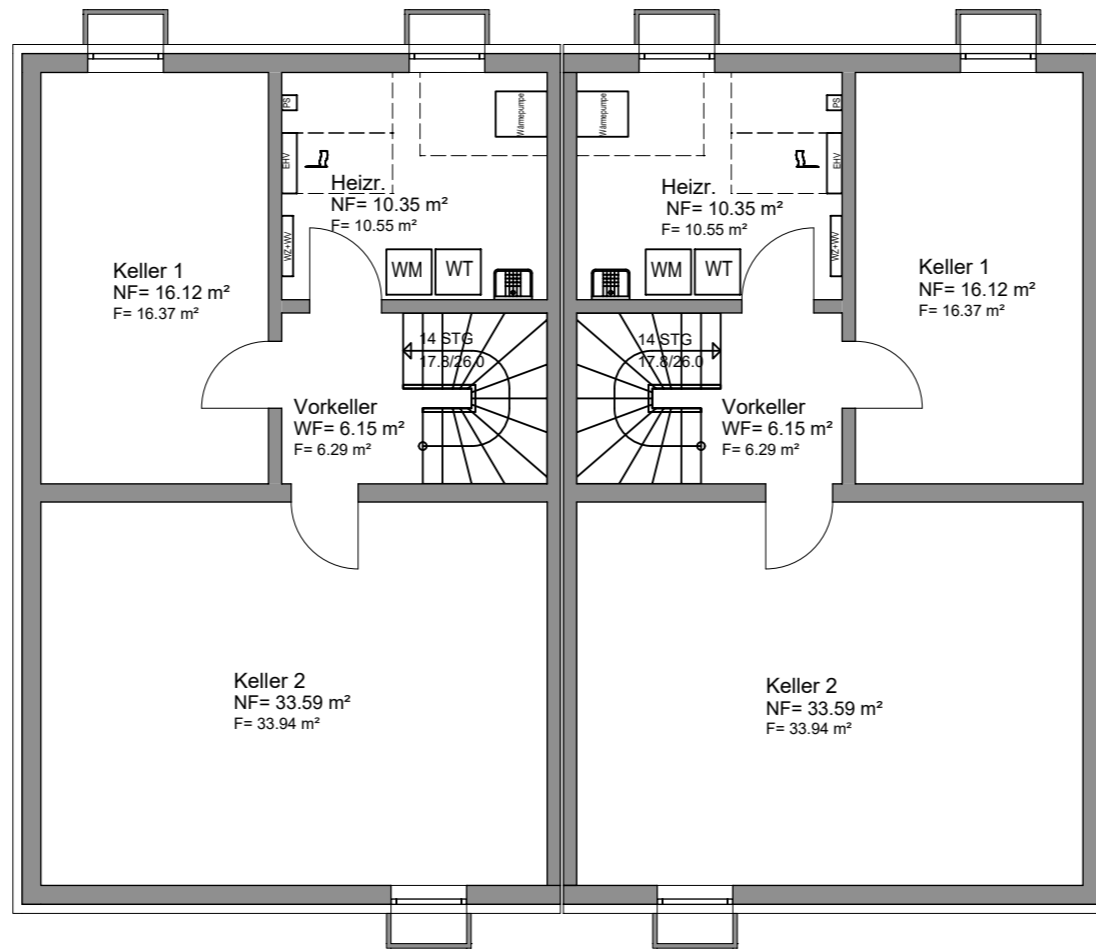 PS
EHV
WZ+WV
Wärmepumpe
Heizr.
NF= 10.35 m²
F= 10.55 m²
WM
WT
Keller 1
NF= 16.12 m²
F= 16.37 m²
14 STG
17.8/26.0
Vorkeller
WF= 6.15 m²
F= 6.29 m²
Keller 2
NF= 33.59 m²
F= 33.94 m²
Wärmepumpe
PS
EHV
WZ+WV
Heizr.
NF= 10.35 m²
F= 10.55 m²
WM
WT
Keller 1
NF= 16.12 m²
F= 16.37 m²
14 STG
17.8/26.0
Vorkeller
WF= 6.15 m²
F= 6.29 m²
Keller 2
NF= 33.59 m²
F= 33.94 m²